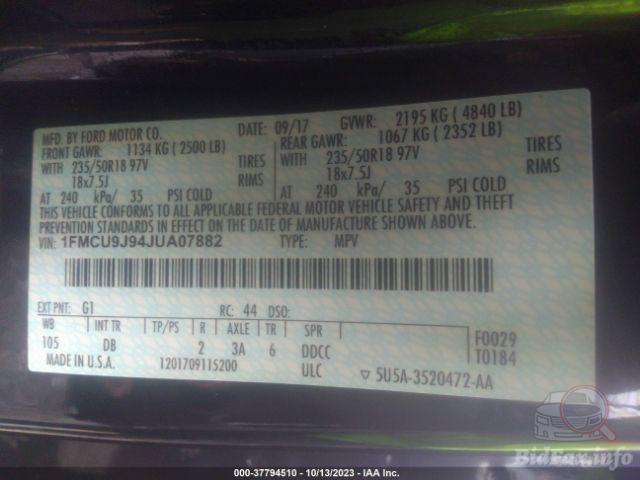 MFD. BY FORD MOTOR CO.
DATE: 09/17 GVWR: 2195 KG ( 4840 LB)
FRONT GAWR: 1134 KG ( 2500 LB) REAR GAWR: 1067 KG ( 2352 LB)
WITH 235/50R18 97V TIRES WITH 235/50R18 97V TIRES
18x7.5J RIMS 18x7.5J RIMS
AT 240 kPa/ 35 PSI COLD AT 240 kPa/ 35 PSI COLD
THIS VEHICLE CONFORMS TO ALL APPLICABLE FEDERAL MOTOR VEHICLE SAFETY AND THEFT
PREVENTION STANDARDS IN EFFECT ON THE DATE OF MANUFACTURE SHOWN ABOVE.
VIN: 1FMCU9J94JUA07882 TYPE: MPV
EXT PNT: G1 RC: 44 DSO:
WB INT TR TP/PS R AXLE TR SPR F0029
105 DB 2 3A 6 DDCC T0184
MADE IN U.S.A. 1201709115200 ULC ▽ 5U5A-3520472-AA
BidFax.info
00-37794510 - 10/13/2023 - IAA Inc.